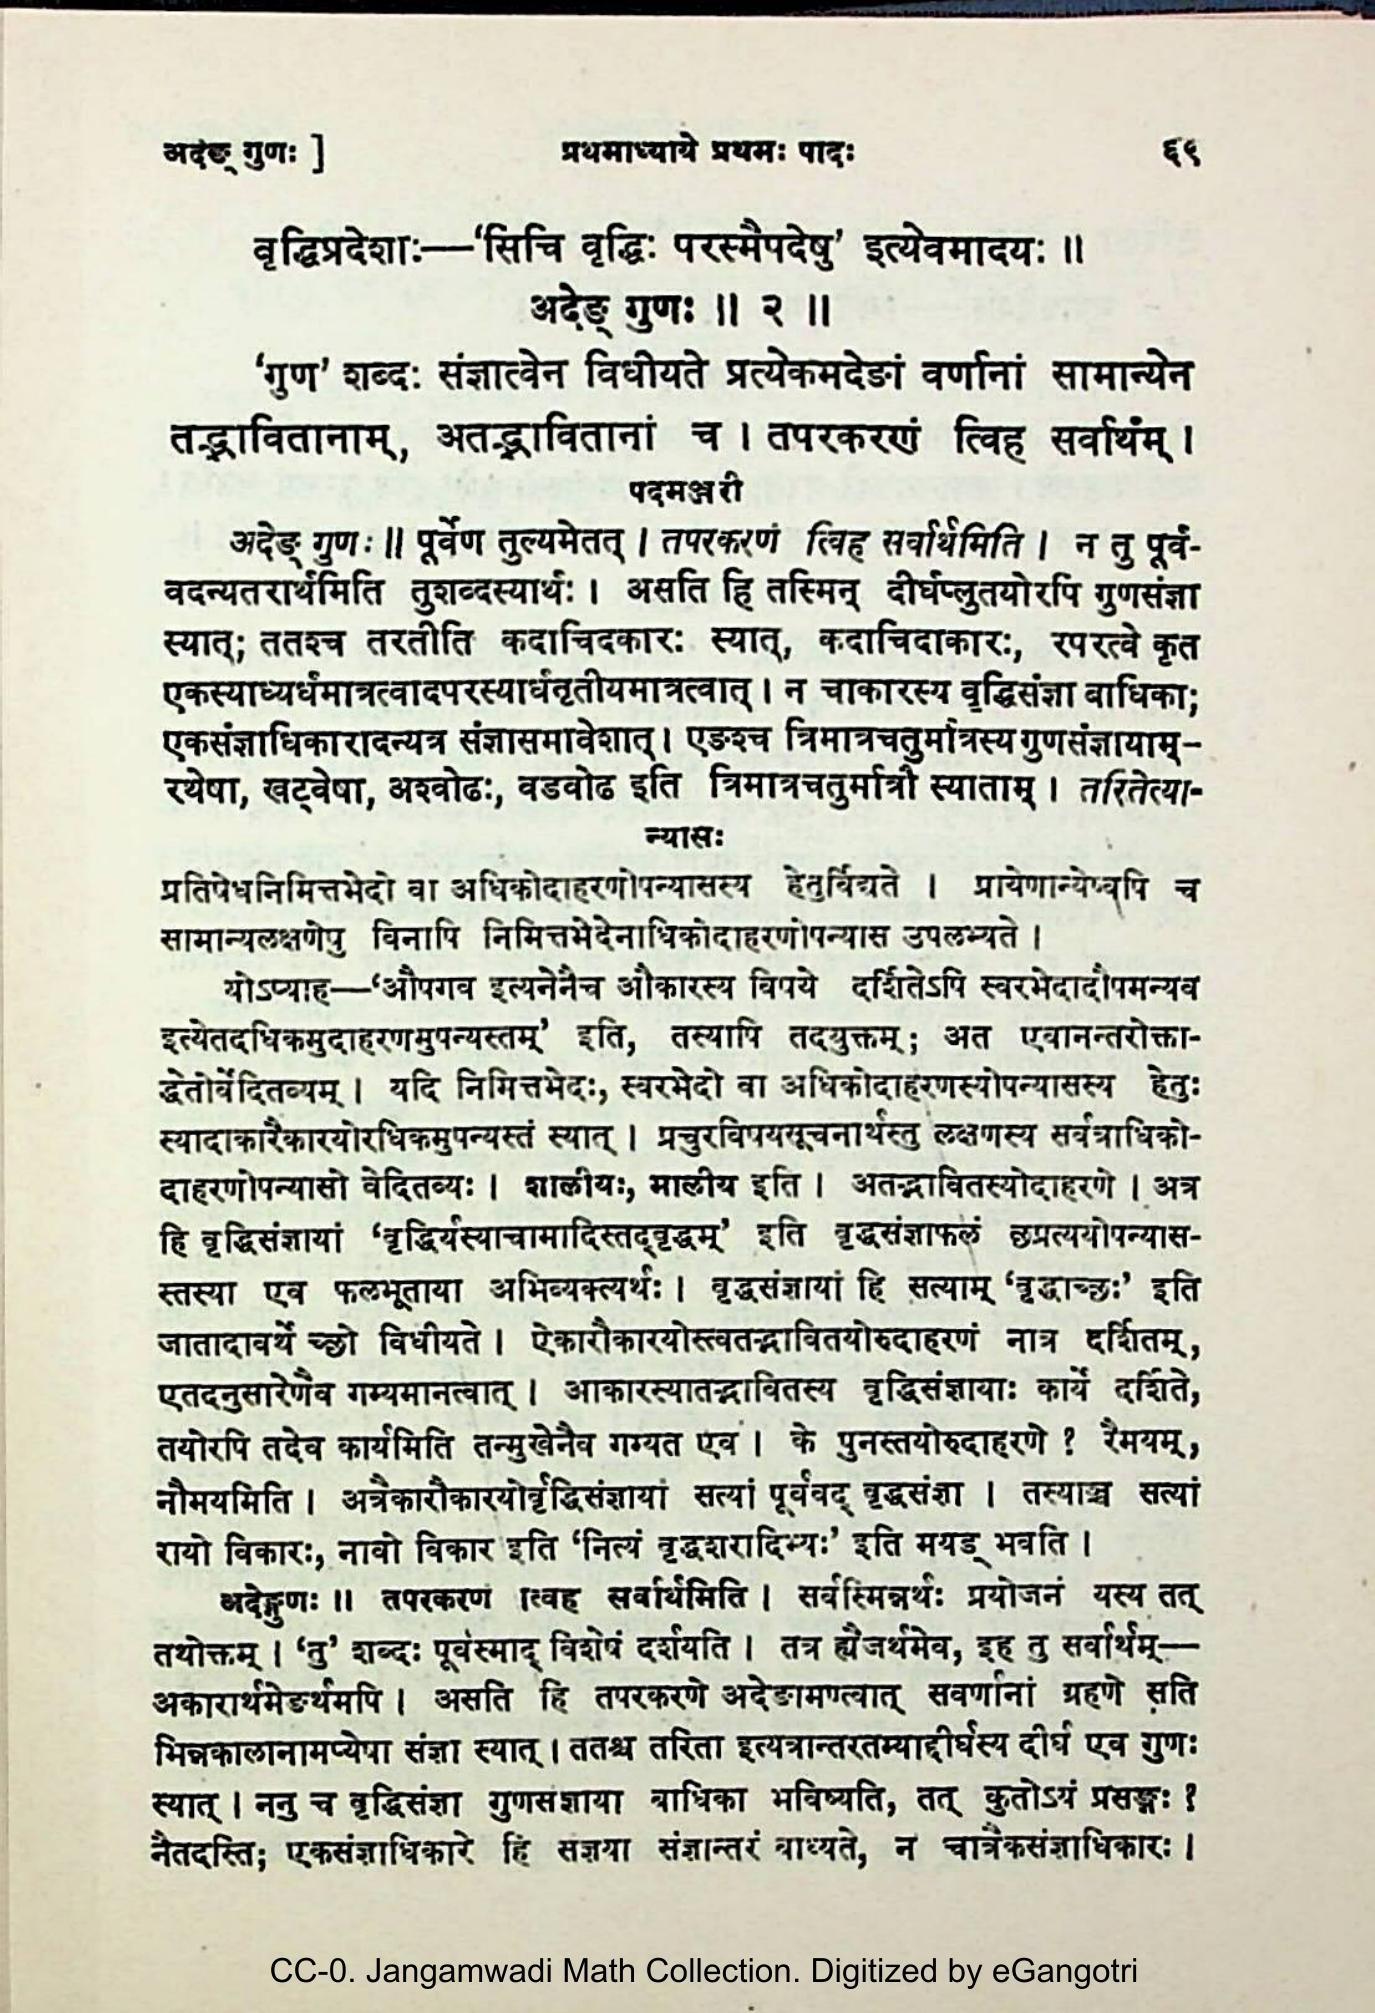 अदेङ् गुणः ] प्रथमाध्याये प्रथमः पादः ६९
वृद्धिप्रदेशाः—‘सिचि वृद्धिः परस्मैपदेषु’ इत्येवमादयः ॥
अदेङ् गुणः ॥ २ ॥
‘गुण’ शब्दः संज्ञात्वेन विधीयते प्रत्येकमदेङां वर्णानां सामान्येन
तद्भावितानाम्, अतद्भावितानां च । तपरकरणं त्विह सर्वार्थम् ।
पदमञ्जरी
अदेङ् गुणः ॥ पूर्वेण तुल्यमेतत् । तपरकरणं त्विह सर्वार्थमिति । न तु पूर्व-
वदन्यतरार्थमिति तुशब्दस्यार्थः । असति हि तस्मिन् दीर्घप्लुतयोरपि गुणसंज्ञा
स्यात्; ततश्च तरतीति कदाचिदकारः स्यात्, कदाचिदाकारः, रपरत्वे कृत
एकस्याध्यर्धमात्रत्वादपरस्यार्धतृतीयमात्रत्वात् । न चाकारस्य वृद्धिसंज्ञा बाधिका;
एकसंज्ञाधिकारादन्यत्र संज्ञासमावेशात् । एङश्च त्रिमात्रचतुर्मात्रस्य गुणसंज्ञायाम्–
रथेषा, खट्वेषा, अश्वोढः, वडवोढ इति त्रिमात्रचतुर्मात्रौ स्याताम् । तरितेत्या-
न्यासः
प्रतिषेधनिमित्तभेदो वा अधिकोदाहरणोपन्यासस्य हेतुर्विद्यते । प्रायेणान्येष्वपि च
सामान्यलक्षणेषु विनापि निमित्तभेदेनाधिकोदाहरणोपन्यास उपलभ्यते ।
योऽप्याह—‘औपगव इत्यनेनैव औकारस्य विषये दर्शितेऽपि स्वरभेदादौपमन्यव
इत्येतदधिकमुदाहरणमुपन्यस्तम्’ इति, तस्यापि तदयुक्तम्; अत एवानन्तरोक्ता-
द्धेतोर्वेदितव्यम् । यदि निमित्तभेदः, स्वरभेदो वा अधिकोदाहरणस्योपन्यासस्य हेतुः
स्यादाकारैकारयोरधिकमुपन्यस्तं स्यात् । प्रचुरविषयसूचनार्थस्तु लक्षणस्य सर्वत्राधिको-
दाहरणोपन्यासो वेदितव्यः । शालीयः, मालीय इति । अतद्भावितस्योदाहरणे । अत्र
हि वृद्धिसंज्ञायां ‘वृद्धिर्यस्याचामादिस्तद्वृद्धम्’ इति वृद्धसंज्ञाफलं छप्रत्ययोपन्यास-
स्तस्या एव फलभूताया अभिव्यक्त्यर्थः । वृद्धसंज्ञायां हि सत्याम् ‘वृद्धाच्छः’ इति
जातादावर्थे च्छो विधीयते । ऐकारौकारयोस्त्वतद्भावितयोरुदाहरणं नात्र दर्शितम्,
एतदनुसारेणैव गम्यमानत्वात् । आकारस्यातद्भावितस्य वृद्धिसंज्ञायाः कार्ये दर्शिते,
तयोरपि तदेव कार्यमिति तन्मुखेनैव गम्यत एव । के पुनस्तयोरुदाहरणे ? रैमयम्,
नौमयमिति । अत्रैकारौकारयोर्वृद्धिसंज्ञायां सत्यां पूर्ववद् वृद्धसंज्ञा । तस्याञ्च सत्यां
रायो विकारः, नावो विकार इति ‘नित्यं वृद्धशरादिभ्यः’ इति मयड् भवति ।
अदेङ्गुणः ॥ तपरकरणं त्विह सर्वार्थमिति । सर्वस्मिन्नर्थः प्रयोजनं यस्य तत्
तथोक्तम् । ‘तु’ शब्दः पूर्वस्माद् विशेषं दर्शयति । तत्र ह्यैजर्थमेव, इह तु सर्वार्थम्—
अकारार्थमेङर्थमपि । असति हि तपरकरणे अदेङामण्त्वात् सवर्णानां ग्रहणे सति
भिन्नकालानामप्येषा संज्ञा स्यात् । ततश्च तरिता इत्यत्रान्तरतम्याद्दीर्घस्य दीर्घ एव गुणः
स्यात् । ननु च वृद्धिसंज्ञा गुणसंज्ञाया बाधिका भविष्यति, तत् कुतोऽयं प्रसङ्गः ?
नैतदस्ति; एकसंज्ञाधिकारे हि संज्ञया संज्ञान्तरं बाध्यते, न चात्रैकसंज्ञाधिकारः ।
CC-0. Jangamwadi Math Collection. Digitized by eGangotri